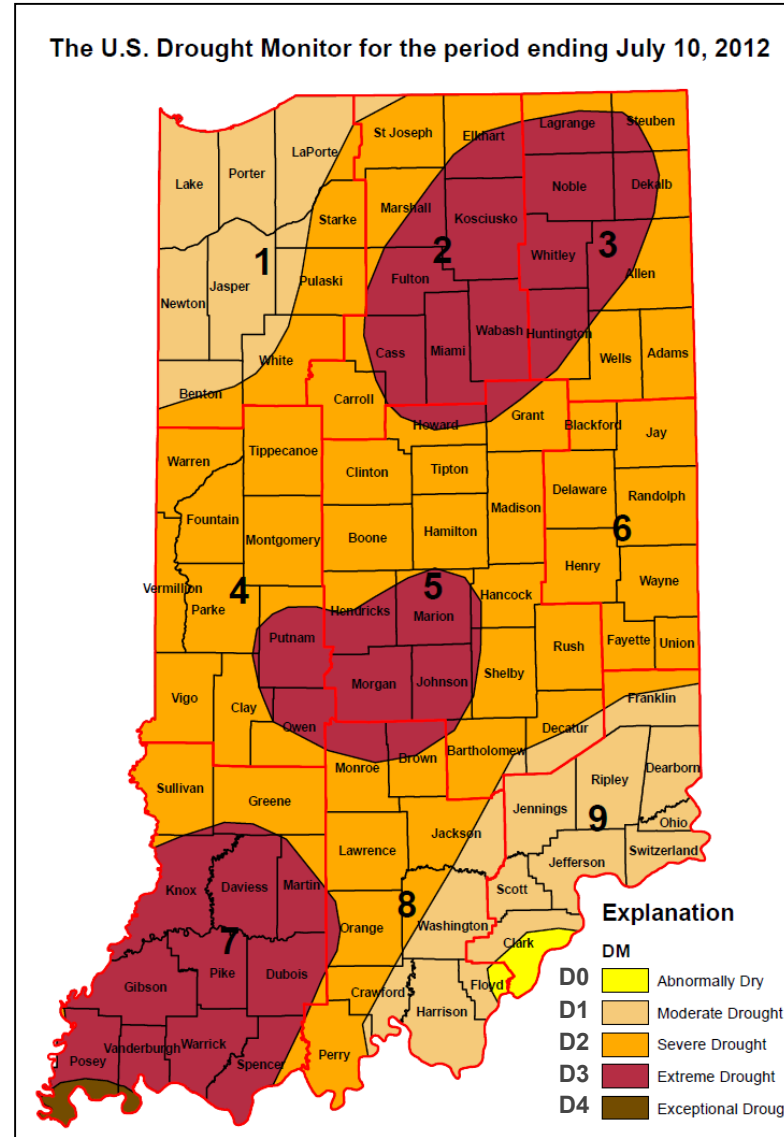 The U.S. Drought Monitor for the period ending July 10, 2012
St Joseph
Elkhart
Lagrange
Steuben
LaPorte
Porter
Lake
Noble
Dekalb
Starke
Marshall
Kosciusko
1
2
3
Whitley
Allen
Jasper
Pulaski
Fulton
Newton
Wabash
Huntington
Cass
Miami
White
Wells
Adams
Benton
Carroll
Howard
Grant
Blackford
Jay
Warren
Tippecanoe
Clinton
Tipton
Delaware
Randolph
Madison
Fountain
Montgomery
Boone
Hamilton
6
Henry
Wayne
Vermillion
4
5
Parke
Hendricks
Marion
Hancock
Putnam
Rush
Fayette
Union
Morgan
Johnson
Shelby
Vigo
Clay
Owen
Franklin
Decatur
Monroe
Brown
Bartholomew
Dearborn
Ripley
Sullivan
Greene
Jennings
Ohio
9
Jackson
Lawrence
Switzerland
Jefferson
Knox
Daviess
Martin
Scott
8
Orange
Washington
7
Clark
Pike
Dubois
Gibson
Floyd
Crawford
Harrison
Posey
Vanderburgh
Warrick
Spencer
Perry
Explanation
DM
D0 Abnormally Dry
D1 Moderate Drought
D2 Severe Drought
D3 Extreme Drought
D4 Exceptional Droug